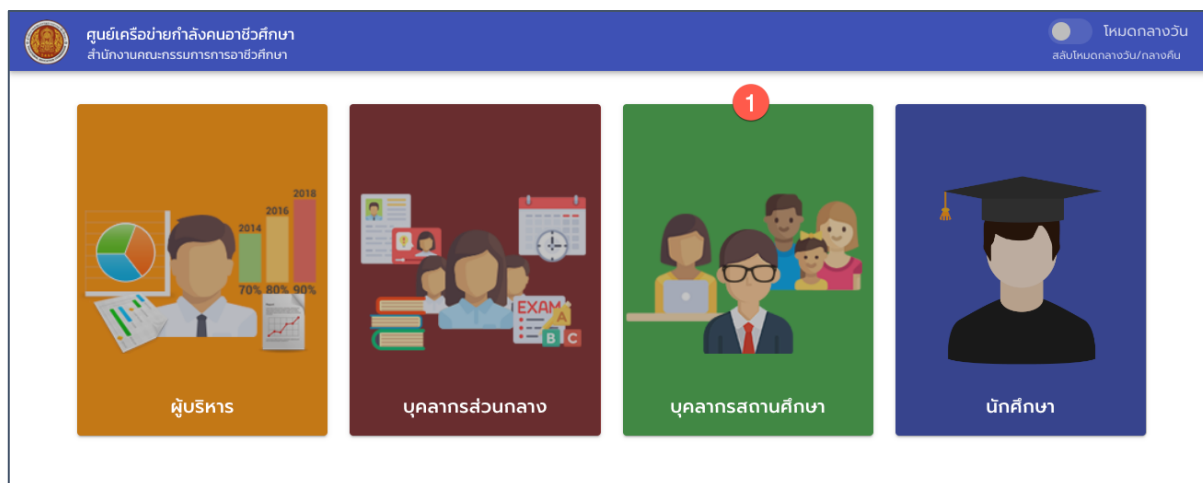 ศูนย์เครือข่ายกำลังคนอาชีวศึกษา
สำนักงานคณะกรรมการการอาชีวศึกษา
โหมดกลางวัน
สลับโหมดกลางวัน/กลางคืน
1
2018
2016
2014
70% 80% 90%
EXAM
A
B C
ผู้บริหาร
บุคลากรส่วนกลาง
บุคลากรสถานศึกษา
นักศึกษา